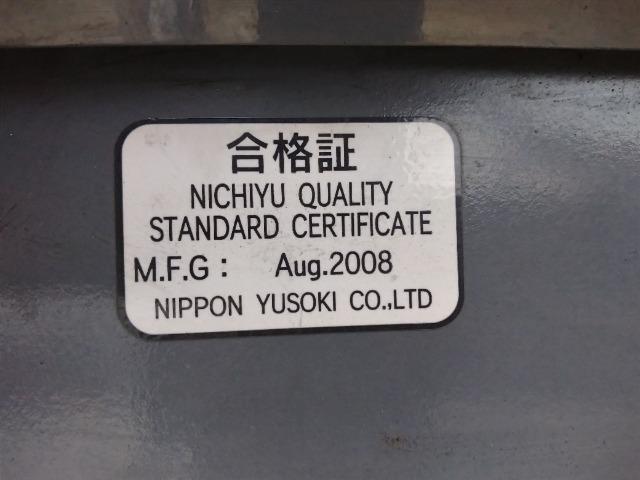 合格証
NICHIYU QUALITY
STANDARD CERTIFICATE
M.F.G : Aug.2008
NIPPON YUSOKI CO.,LTD